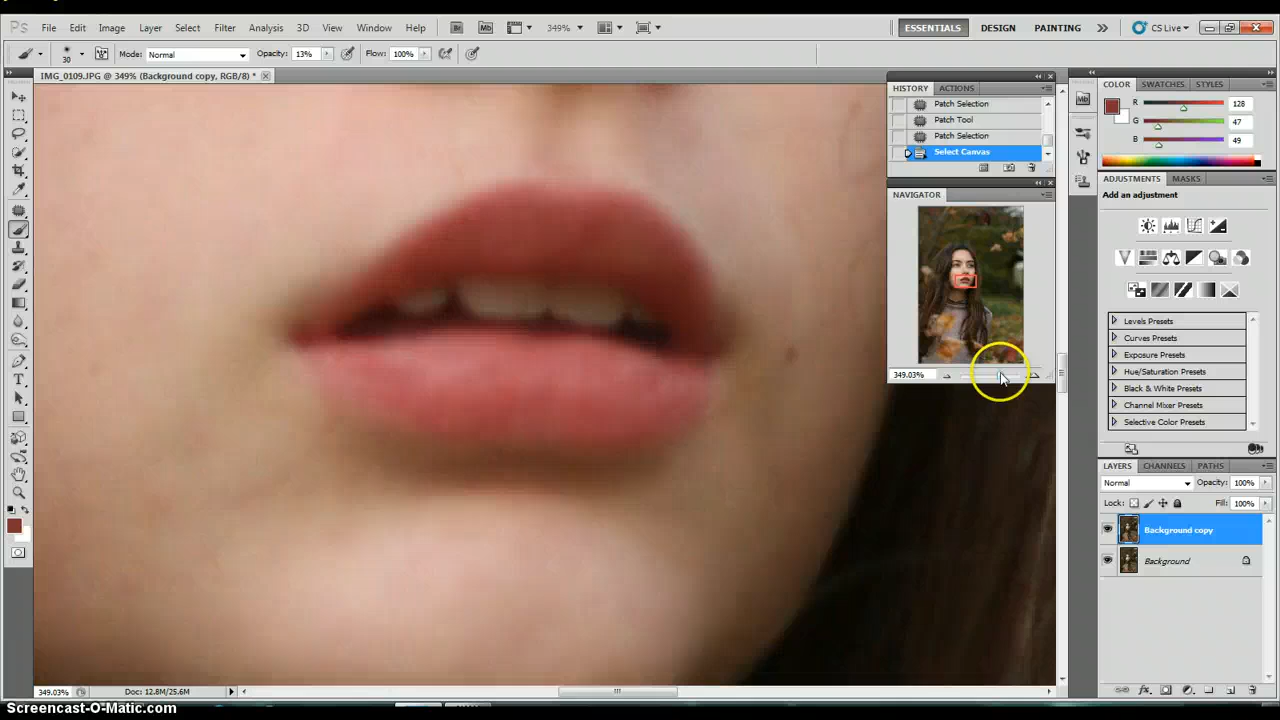 Ps File Edit Image Layer Select Filter Analysis 3D View Window Help Br Mb 349% ESSENTIALS DESIGN PAINTING CS Live
30 Mode: Normal Opacity: 13% Flow: 100%
IMG_0109.JPG @ 349% (Background copy, RGB/8) *
HISTORY ACTIONS
Patch Selection
Patch Tool
Patch Selection
Select Canvas
NAVIGATOR
349.03%
Mb
COLOR SWATCHES STYLES
R 128
G 47
B 49
ADJUSTMENTS MASKS
Add an adjustment
Levels Presets
Curves Presets
Exposure Presets
Hue/Saturation Presets
Black & White Presets
Channel Mixer Presets
Selective Color Presets
LAYERS CHANNELS PATHS
Normal Opacity: 100%
Lock: Fill: 100%
Background copy
Background
349.03% Doc: 12.8M/25.6M
Screencast-O-Matic.com